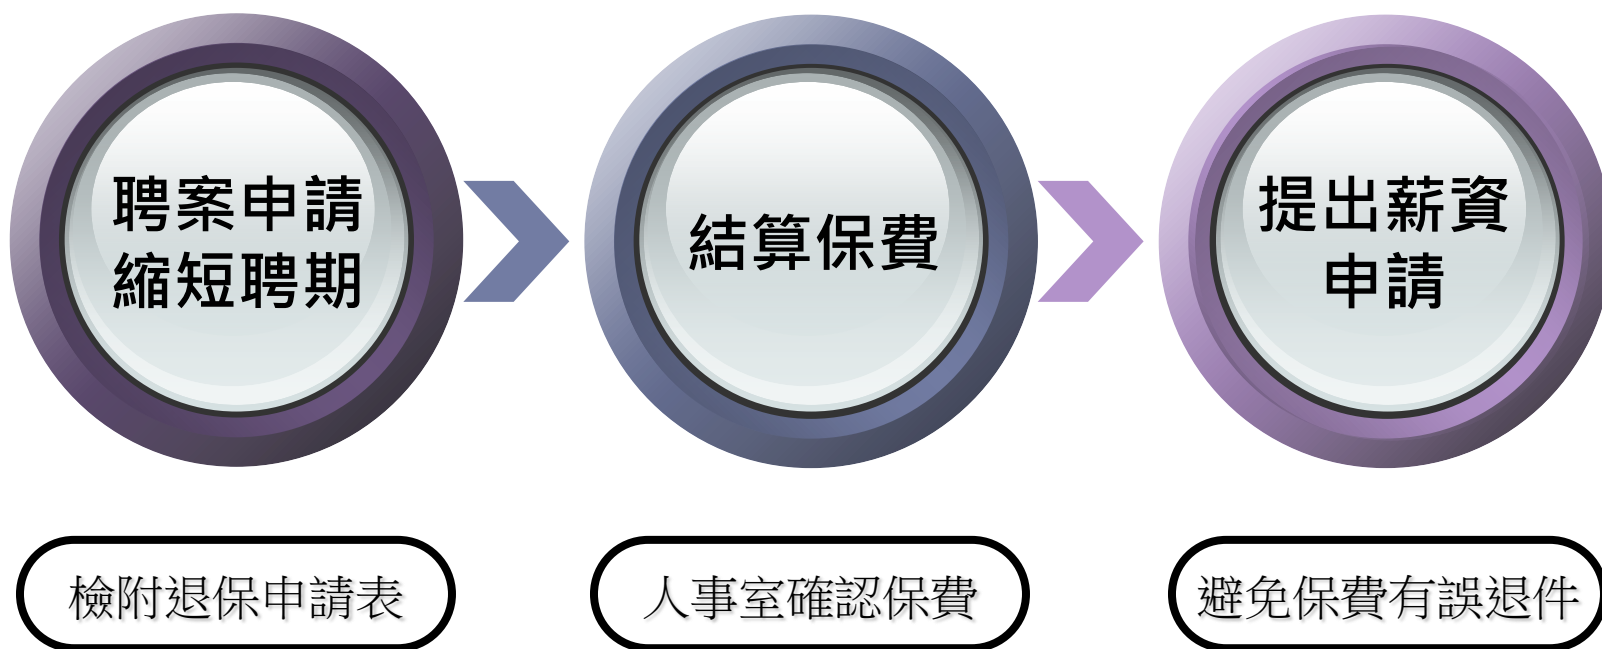 聘案申請
縮短聘期
結算保費
提出薪資
申請
檢附退保申請表
人事室確認保費
避免保費有誤退件